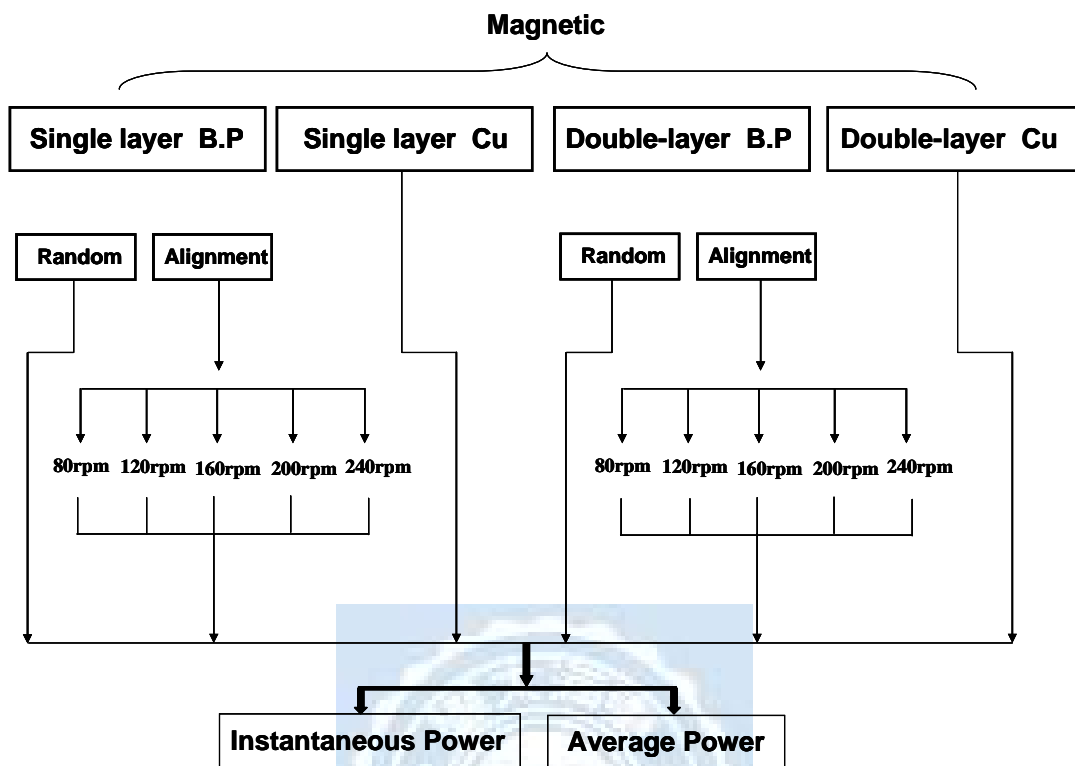 Magnetic
Single layer B.P
Single layer Cu
Double-layer B.P
Double-layer Cu
Random
Alignment
Random
Alignment
80rpm 120rpm 160rpm 200rpm 240rpm
80rpm 120rpm 160rpm 200rpm 240rpm
Instantaneous Power
Average Power